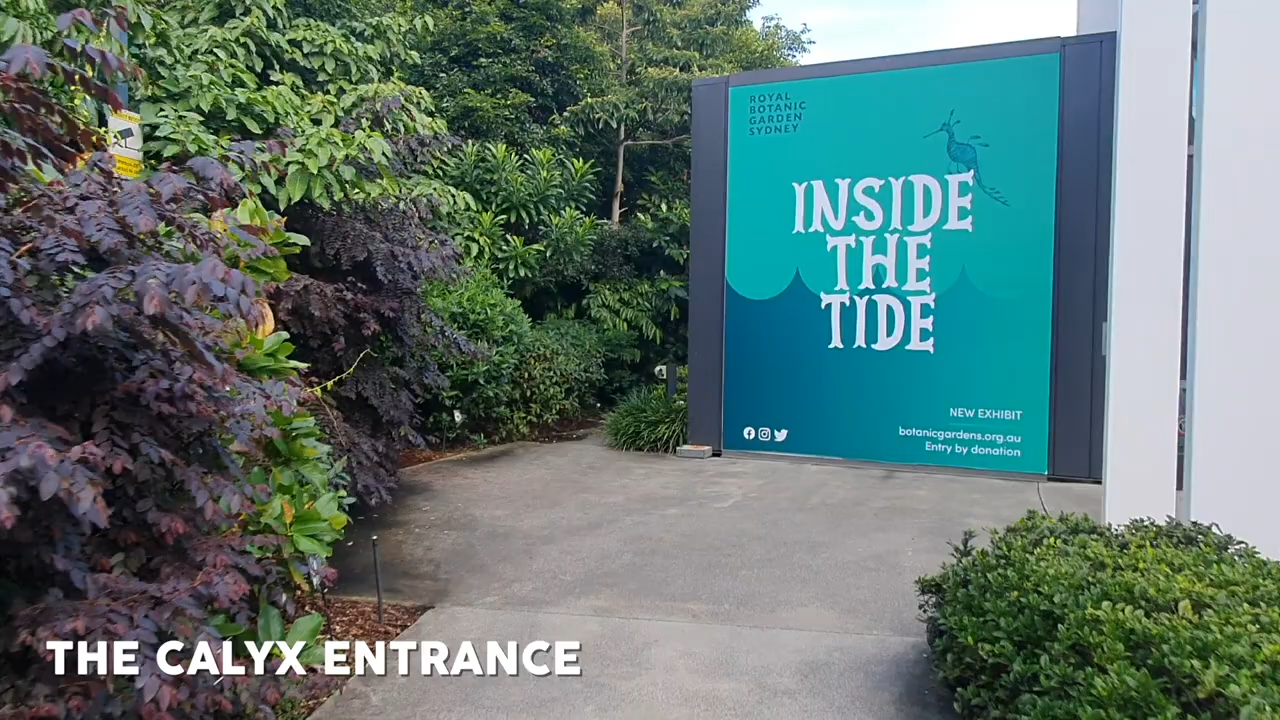 ROYAL
BOTANIC
GARDEN
SYDNEY
INSIDE
THE
TIDE
NEW EXHIBIT
botanicgardens.org.au
Entry by donation
THE CALYX ENTRANCE